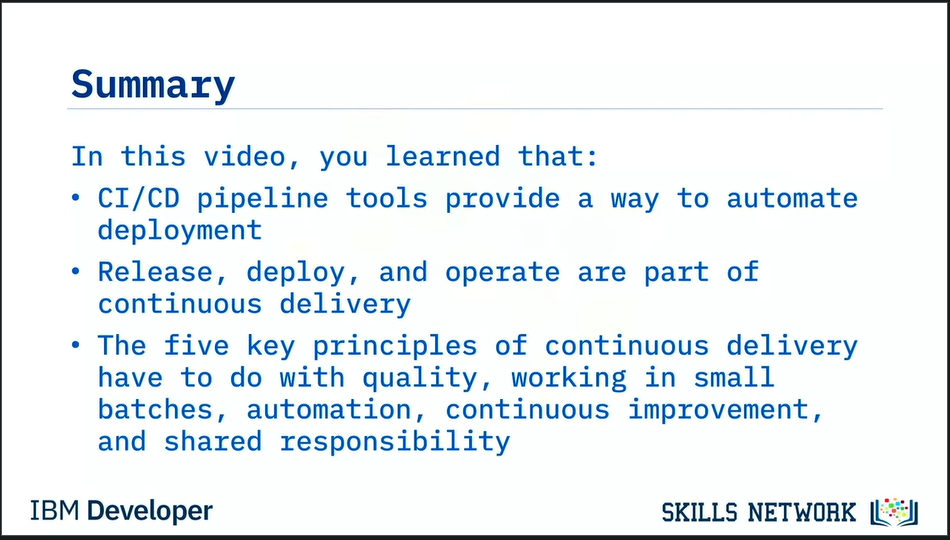 Summary
In this video, you learned that:
• CI/CD pipeline tools provide a way to automate
deployment
• Release, deploy, and operate are part of
continuous delivery
• The five key principles of continuous delivery
have to do with quality, working in small
batches, automation, continuous improvement,
and shared responsibility
IBM Developer
SKILLS NETWORK